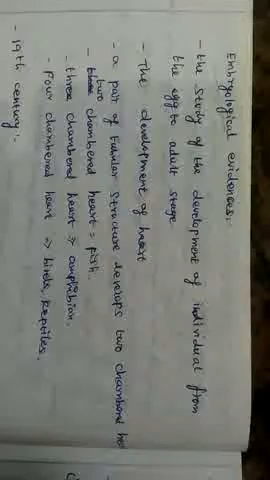 Embryological evidences:
- the study of the development of individual from
the egg to adult stage
- The development of heart
- a pair of tubular structure develops two chambered
two
- chambered heart = fish.
- three chambered heart → amphibian.
- Four chambered heart → birds, Reptiles.
- 19th century:-